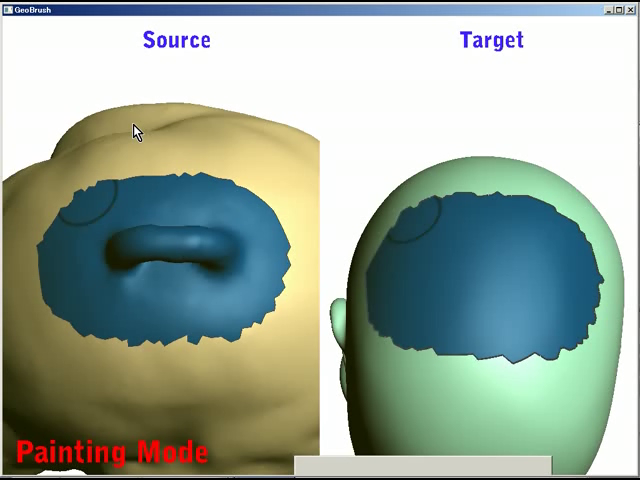 GeoBrush
Source
Target
Painting Mode